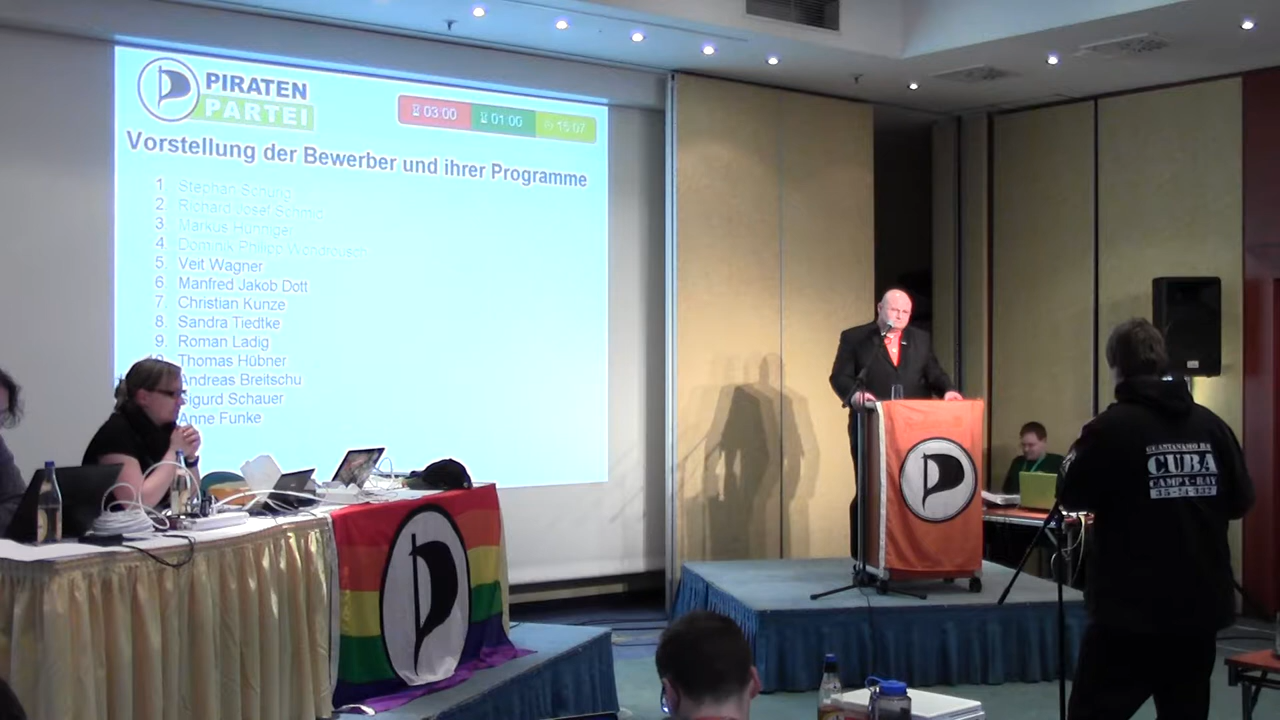 PIRATEN
PARTEI
03:00 01:00 15:07
Vorstellung der Bewerber und ihrer Programme
1. Stephan Schurig
2. Richard Josef Schmid
3. Markus Hünniger
4. Dominik Philipp Wondrousch
5. Veit Wagner
6. Manfred Jakob Dott
7. Christian Kunze
8. Sandra Tiedtke
9. Roman Ladig
Thomas Hübner
Andreas Breitschu
Sigurd Schauer
Anne Funke
CUBA
CAMP X-RAY